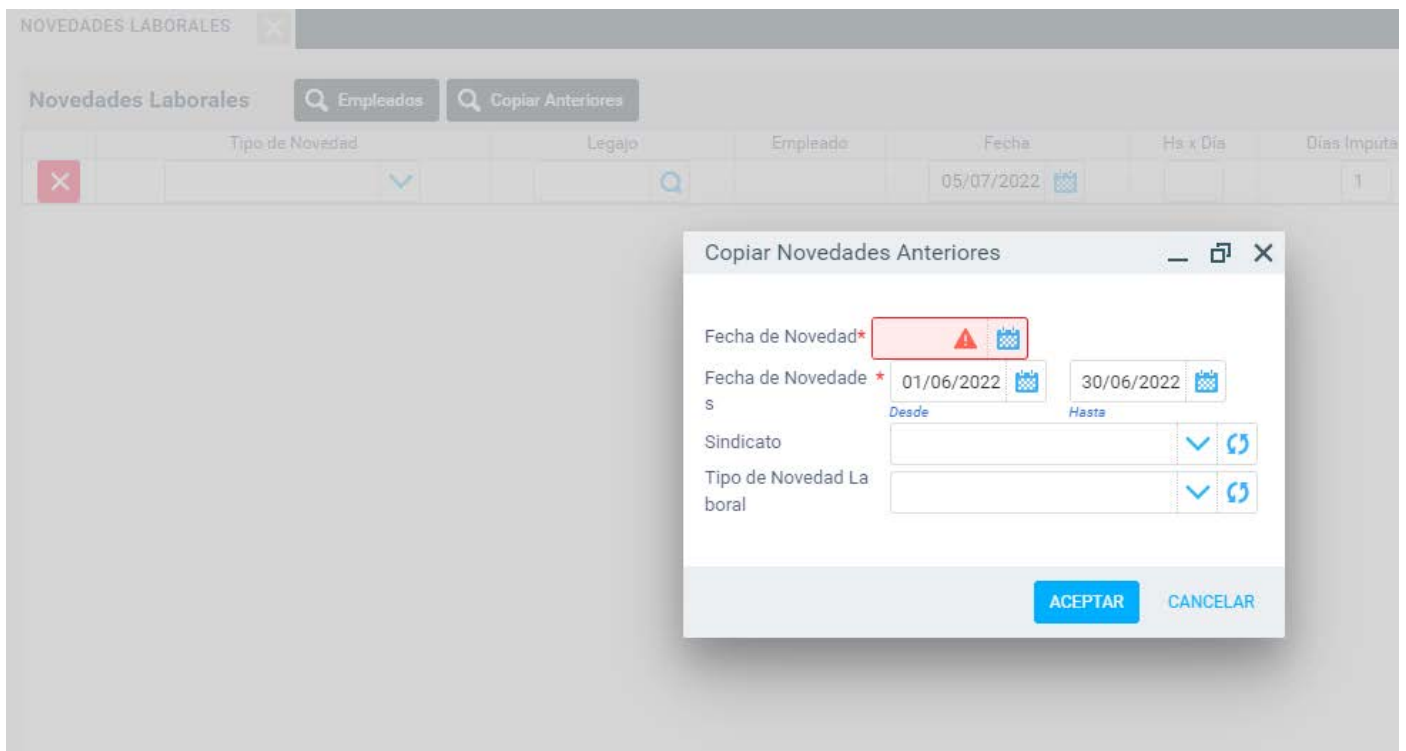 NOVEDADES LABORALES
Novedades Laborales Empleados Copiar Anteriores
Tipo de Novedad Legajo Empleado Fecha Hs x Día Días Imputa
05/07/2022 1
Copiar Novedades Anteriores
Fecha de Novedad*
Fecha de Novedade * 01/06/2022 30/06/2022
s Desde Hasta
Sindicato
Tipo de Novedad La
boral
ACEPTAR CANCELAR